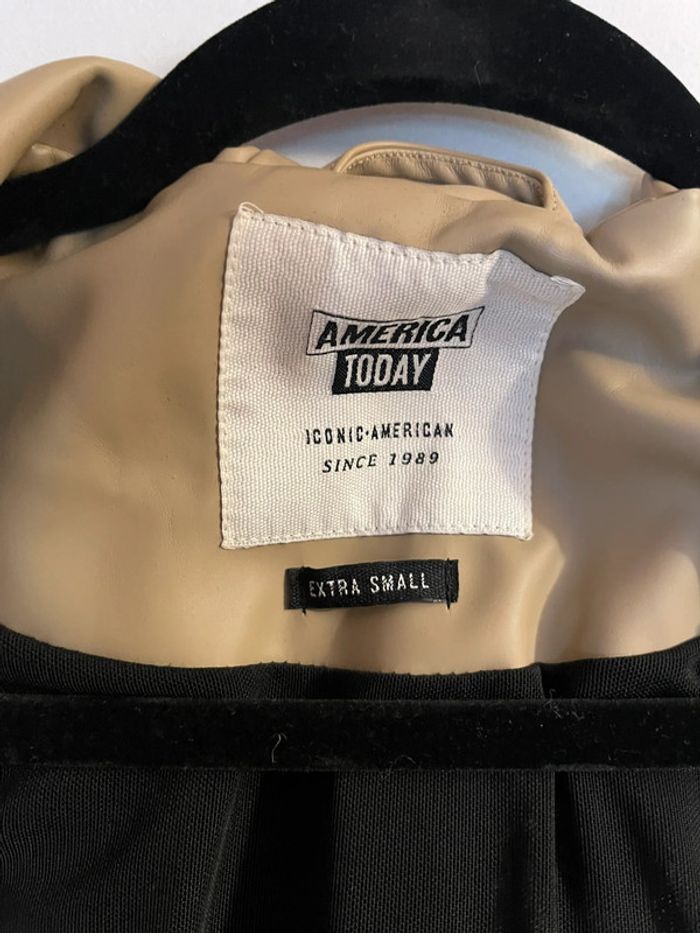 AMERICA
TODAY
ICONIC·AMERICAN
SINCE 1989
EXTRA SMALL